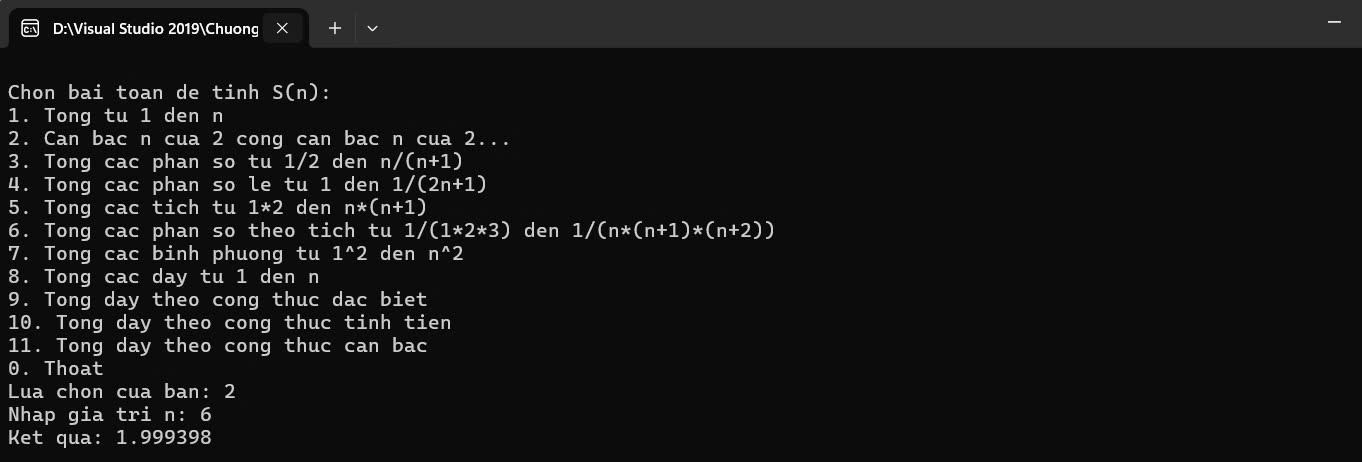 D:\Visual Studio 2019\Chuong
Chon bai toan de tinh S(n):
1. Tong tu 1 den n
2. Can bac n cua 2 cong can bac n cua 2...
3. Tong cac phan so tu 1/2 den n/(n+1)
4. Tong cac phan so le tu 1 den 1/(2n+1)
5. Tong cac tich tu 1*2 den n*(n+1)
6. Tong cac phan so theo tich tu 1/(1*2*3) den 1/(n*(n+1)*(n+2))
7. Tong cac binh phuong tu 1^2 den n^2
8. Tong cac day tu 1 den n
9. Tong day theo cong thuc dac biet
10. Tong day theo cong thuc tinh tien
11. Tong day theo cong thuc can bac
0. Thoat
Lua chon cua ban: 2
Nhap gia tri n: 6
Ket qua: 1.999398